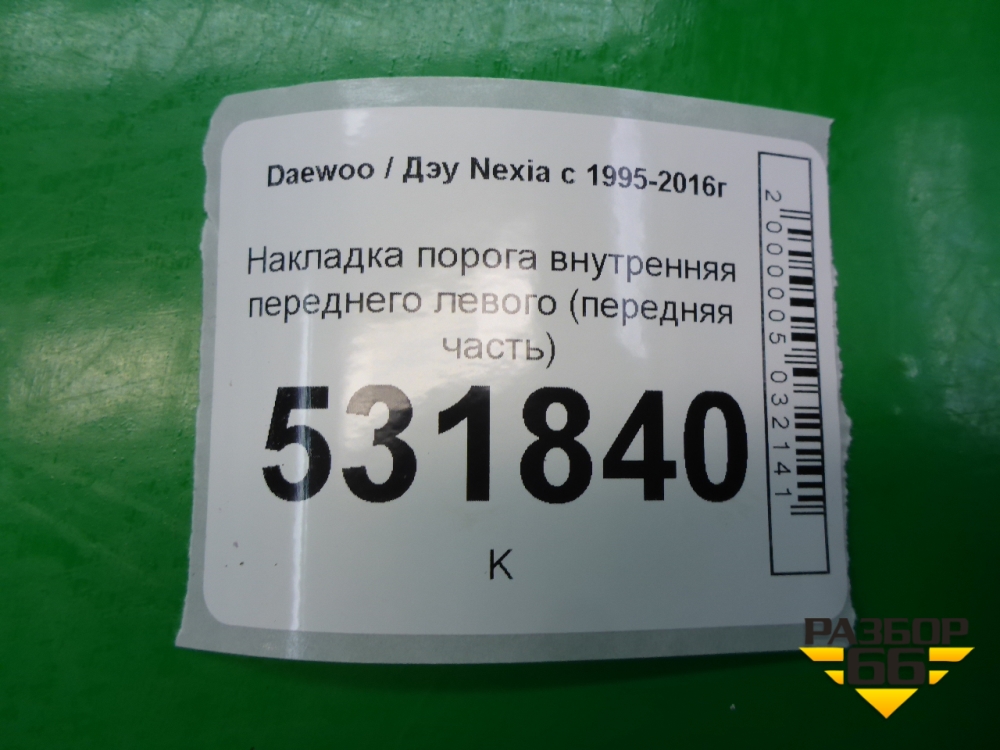 Daewoo / Дэу Nexia с 1995-2016г
Накладка порога внутренняя
переднего левого (передняя
часть)
531840
К
2000005032141
РАЗБОР
66